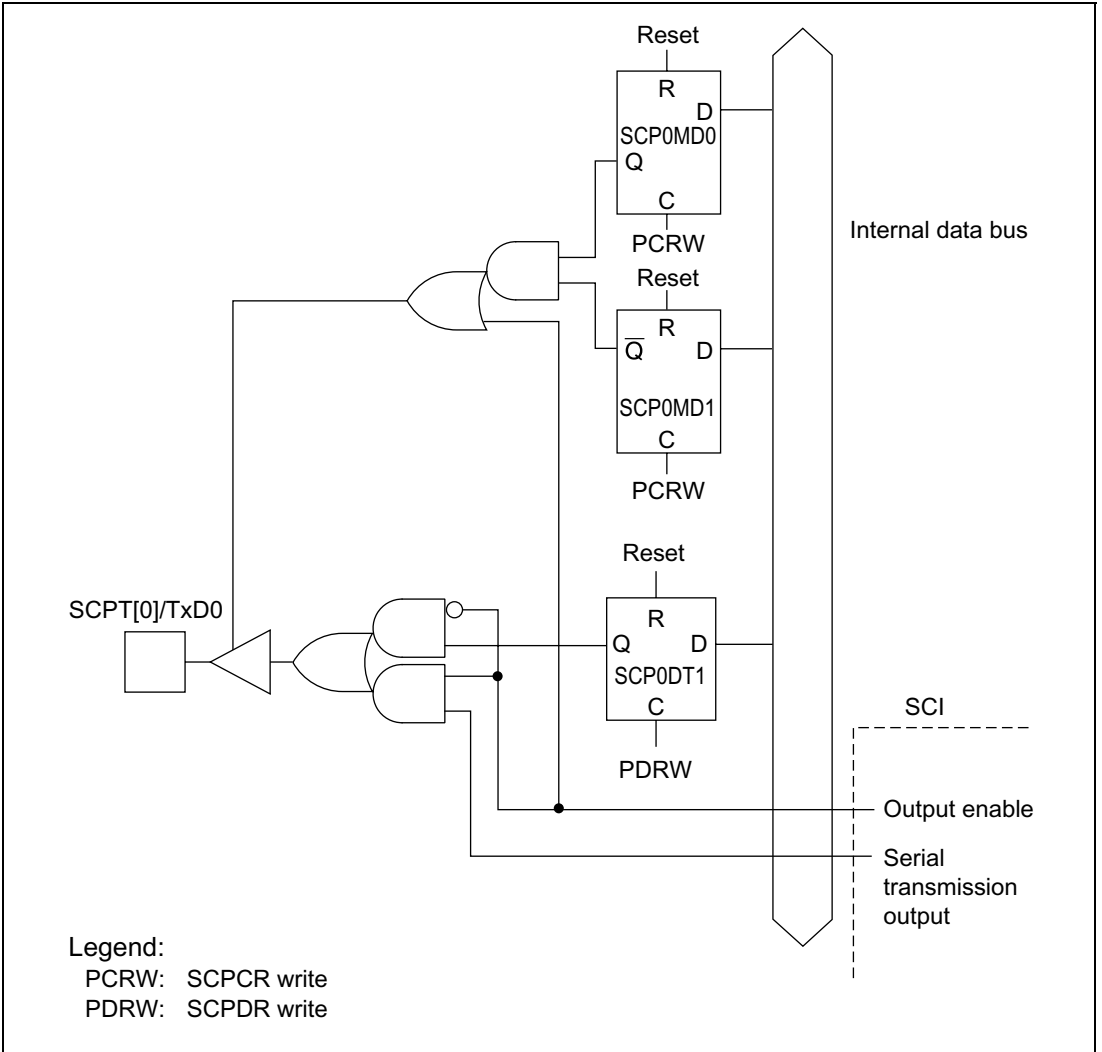 Reset
R
D
SCP0MD0
Q
C
PCRW
Internal data bus
Reset
R
Q̅
D
SCP0MD1
C
PCRW
Reset
SCPT[0]/TxD0
R
Q
D
SCP0DT1
C
SCI
PDRW
Output enable
Serial
transmission
output
Legend:
PCRW: SCPCR write
PDRW: SCPDR write